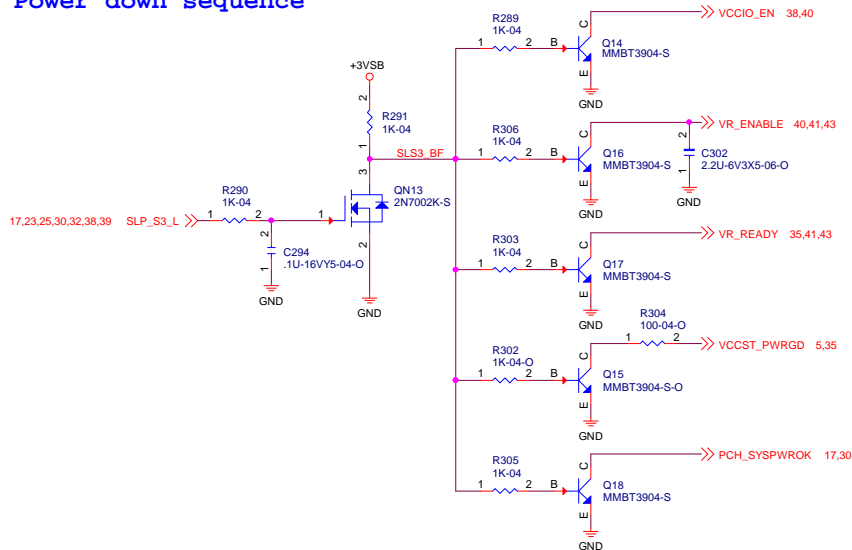 Power down sequence
R289
1K-04
1 2 B C E
Q14
MMBT3904-S
GND
VCCIO_EN 38,40
+3VSB
2
R291
1K-04
1
SLS3_BF
R306
1K-04
1 2 B C E
Q16
MMBT3904-S
GND
VR_ENABLE 40,41,43
2
C302
2.2U-6V3X5-06-O
1
GND
17,23,25,30,32,38,39 SLP_S3_L
R290
1K-04
1 2
2
C294
.1U-16VY5-04-O
1
GND
3
1
QN13
2N7002K-S
2
GND
R303
1K-04
1 2 B C E
Q17
MMBT3904-S
GND
VR_READY 35,41,43
R302
1K-04-O
1 2 B C E
Q15
MMBT3904-S-O
GND
R304
100-04-O
1 2
VCCST_PWRGD 5,35
R305
1K-04
1 2 B C E
Q18
MMBT3904-S
GND
PCH_SYSPWROK 17,30